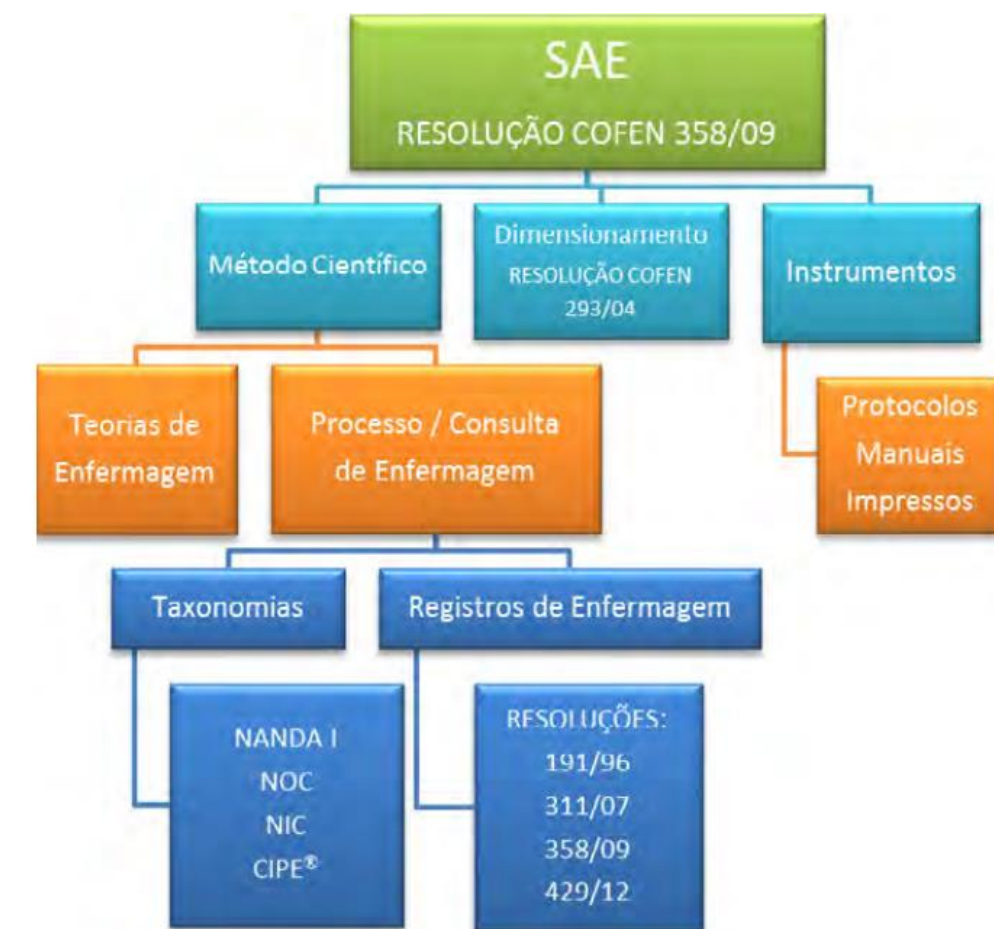 SAE
RESOLUÇÃO COFEN 358/09
Método Científico
Dimensionamento
RESOLUÇÃO COFEN
293/04
Instrumentos
Teorias de
Enfermagem
Processo / Consulta
de Enfermagem
Protocolos
Manuais
Impressos
Taxonomias
Registros de Enfermagem
NANDA I
NOC
NIC
CIPE®
RESOLUÇÕES:
191/96
311/07
358/09
429/12